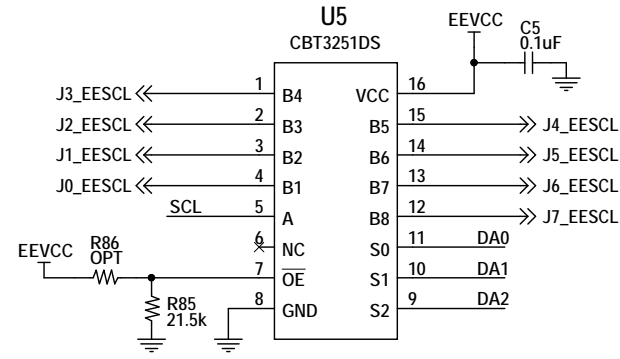 U5
CBT3251DS
EEVCC
C5
0.1uF
J3_EESCL 1 B4 VCC 16
J2_EESCL 2 B3 B5 15 J4_EESCL
J1_EESCL 3 B2 B6 14 J5_EESCL
J0_EESCL 4 B1 B7 13 J6_EESCL
SCL 5 A B8 12 J7_EESCL
6 NC S0 11 DA0
EEVCC R86 OPT 7 OE S1 10 DA1
R85 21.5k 8 GND S2 9 DA2